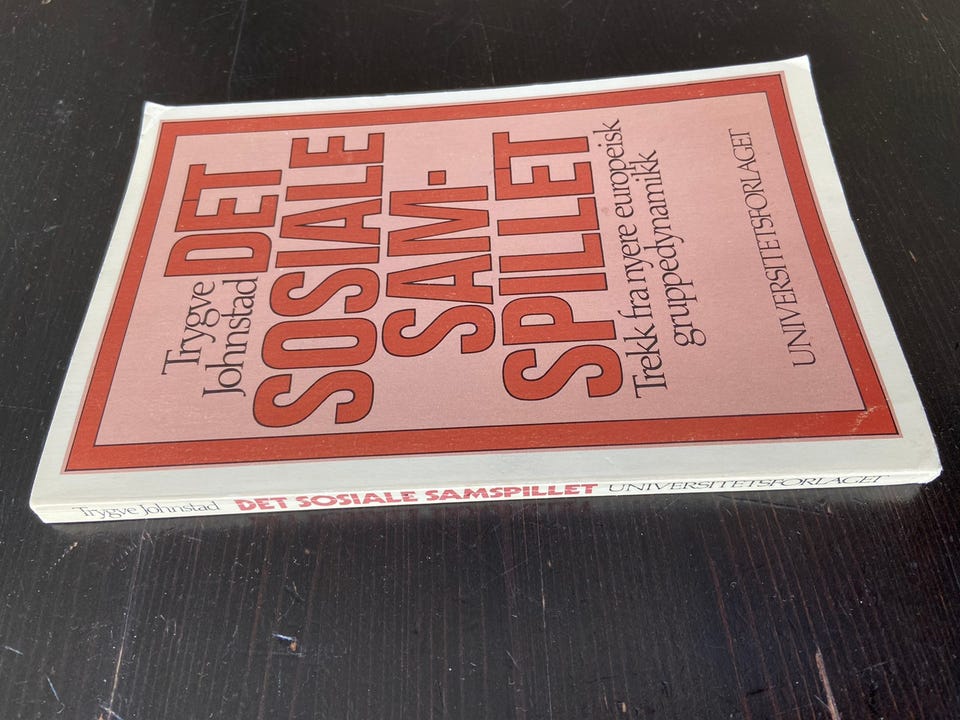 Trygve
Johnstad
DET
SOSIALE
SAM-
SPILLET
Trekk fra nyere europeisk
gruppedynamikk
UNIVERSITETSFORLAGET
Trygve Johnstad DET SOSIALE SAMSPILLET UNIVERSITETSFORLAGET